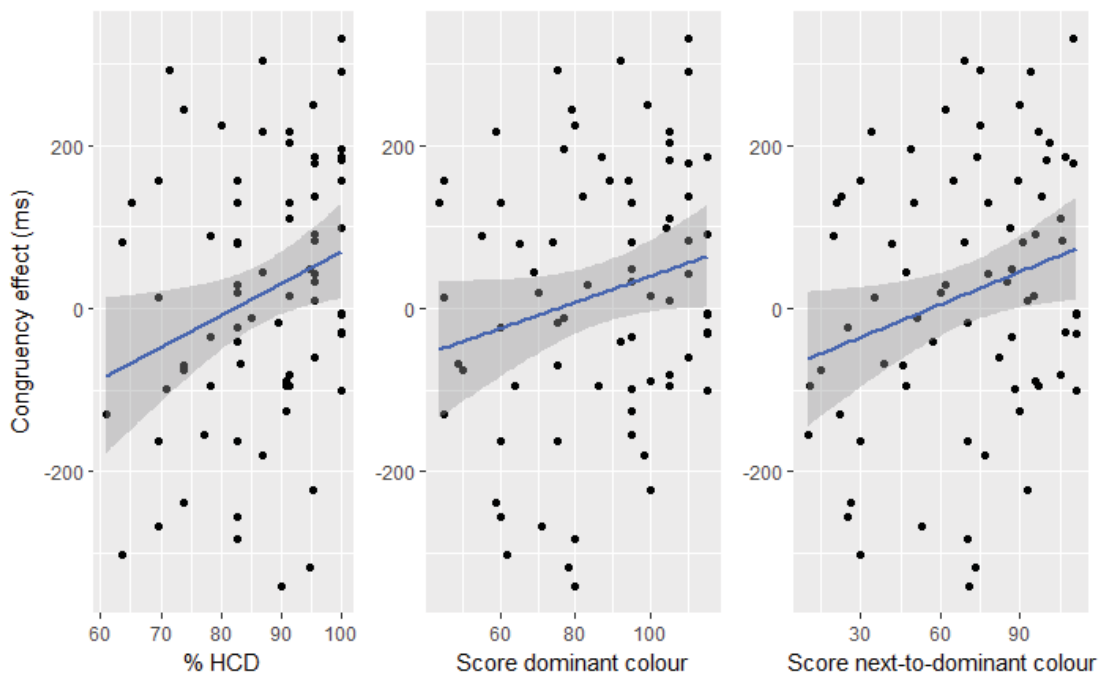 Congruency effect (ms)
200
0
-200
60 70 80 90 100
% HCD
200
0
-200
60 80 100
Score dominant colour
200
0
-200
30 60 90
Score next-to-dominant colour